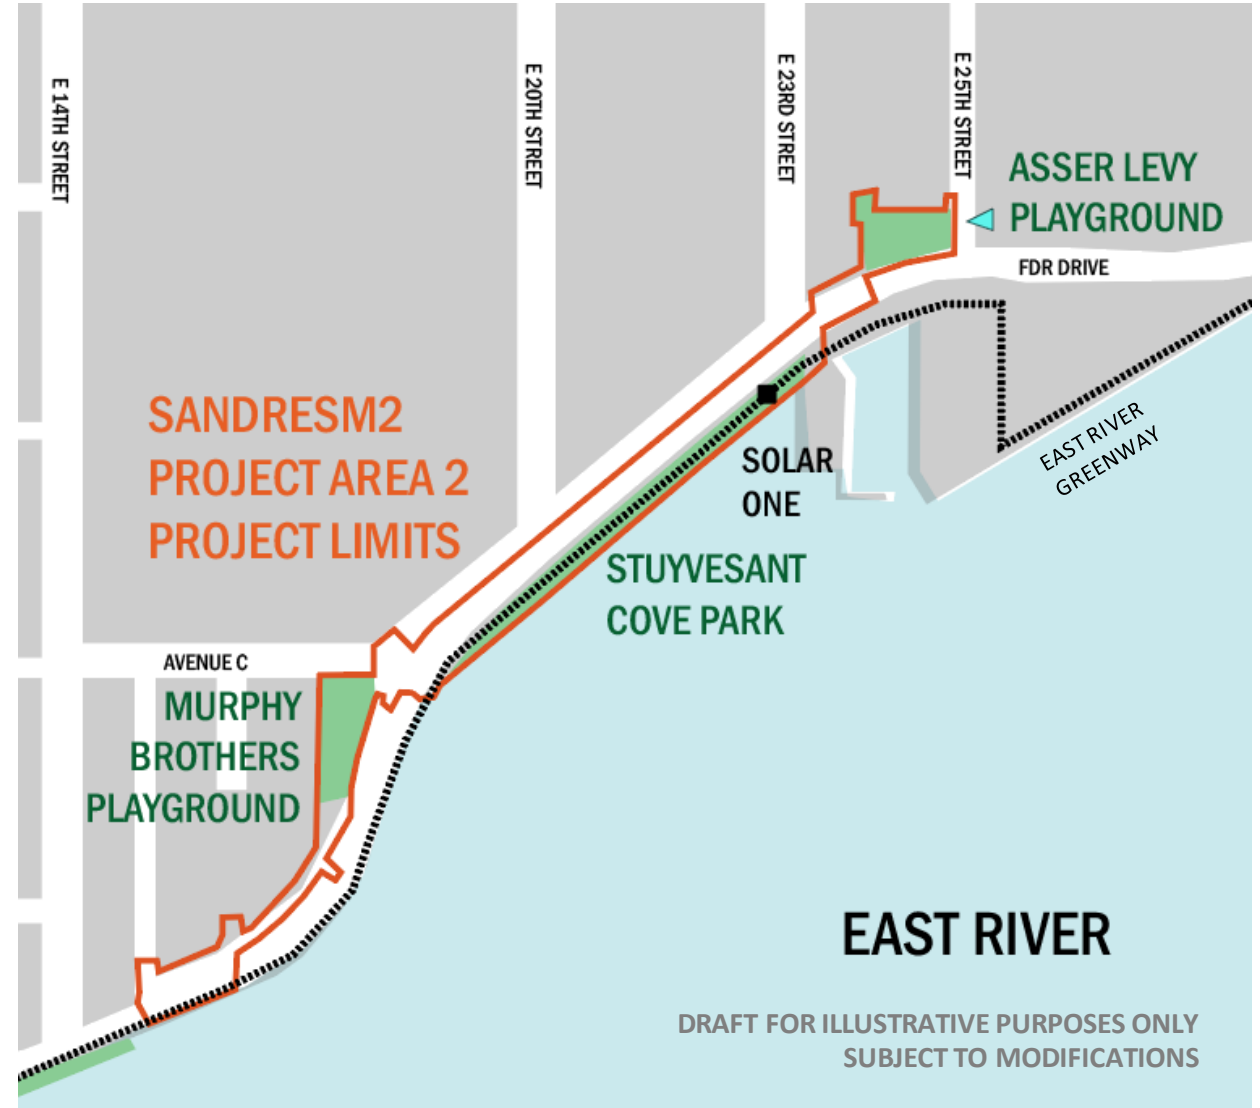 E 14TH STREET
E 20TH STREET
E 23RD STREET
E 25TH STREET
ASSER LEVY
PLAYGROUND
FDR DRIVE
SANDRESM2
PROJECT AREA 2
PROJECT LIMITS
EAST RIVER
GREENWAY
SOLAR
ONE
STUYVESANT
COVE PARK
AVENUE C
MURPHY
BROTHERS
PLAYGROUND
EAST RIVER
DRAFT FOR ILLUSTRATIVE PURPOSES ONLY
SUBJECT TO MODIFICATIONS